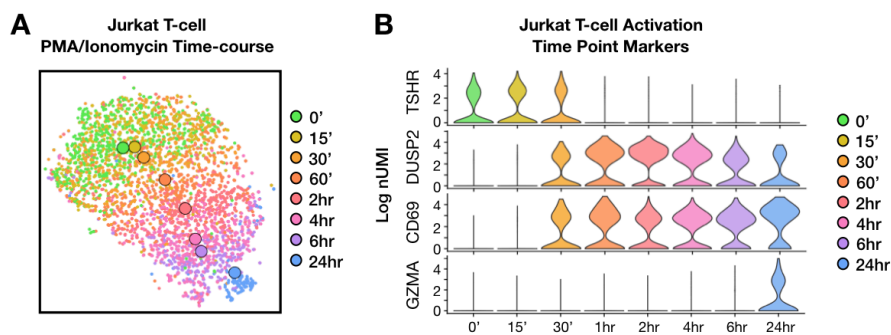 A
Jurkat T-cell
PMA/Ionomycin Time-course
0'
15'
30'
60'
2hr
4hr
6hr
24hr
B
Jurkat T-cell Activation
Time Point Markers
Log nUMI
TSHR
4
2
0
DUSP2
4
2
0
CD69
4
2
0
GZMA
4
2
0
0' 15' 30' 1hr 2hr 4hr 6hr 24hr
0'
15'
30'
60'
2hr
4hr
6hr
24hr